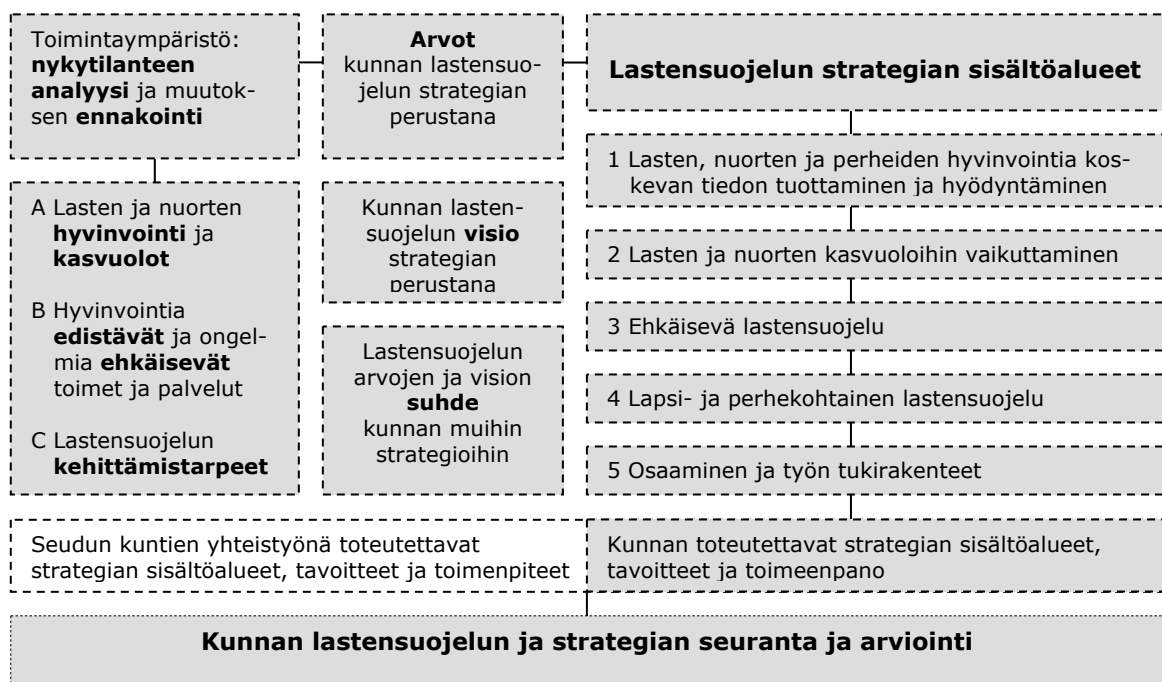 Toimintaympäristö:
nykytilanteen
analyysi ja muutok-
sen ennakointi
A Lasten ja nuorten
hyvinvointi ja
kasvuolot
B Hyvinvointia
edistävät ja ongel-
mia ehkäisevät
toimet ja palvelut
C Lastensuojelun
kehittämistarpeet
Arvot
kunnan lastensuo-
jelun strategian
perustana
Kunnan lasten-
suojelun visio
strategian
perustana
Lastensuojelun
arvojen ja vision
suhde
kunnan muihin
strategioihin
Lastensuojelun strategian sisältöalueet
1 Lasten, nuorten ja perheiden hyvinvointia kos-
kevan tiedon tuottaminen ja hyödyntäminen
2 Lasten ja nuorten kasvuoloihin vaikuttaminen
3 Ehkäisevä lastensuojelu
4 Lapsi- ja perhekohtainen lastensuojelu
5 Osaaminen ja työn tukirakenteet
Seudun kuntien yhteistyönä toteutettavat
strategian sisältöalueet, tavoitteet ja toimenpiteet
Kunnan toteutettavat strategian sisältöalueet,
tavoitteet ja toimeenpano
Kunnan lastensuojelun ja strategian seuranta ja arviointi